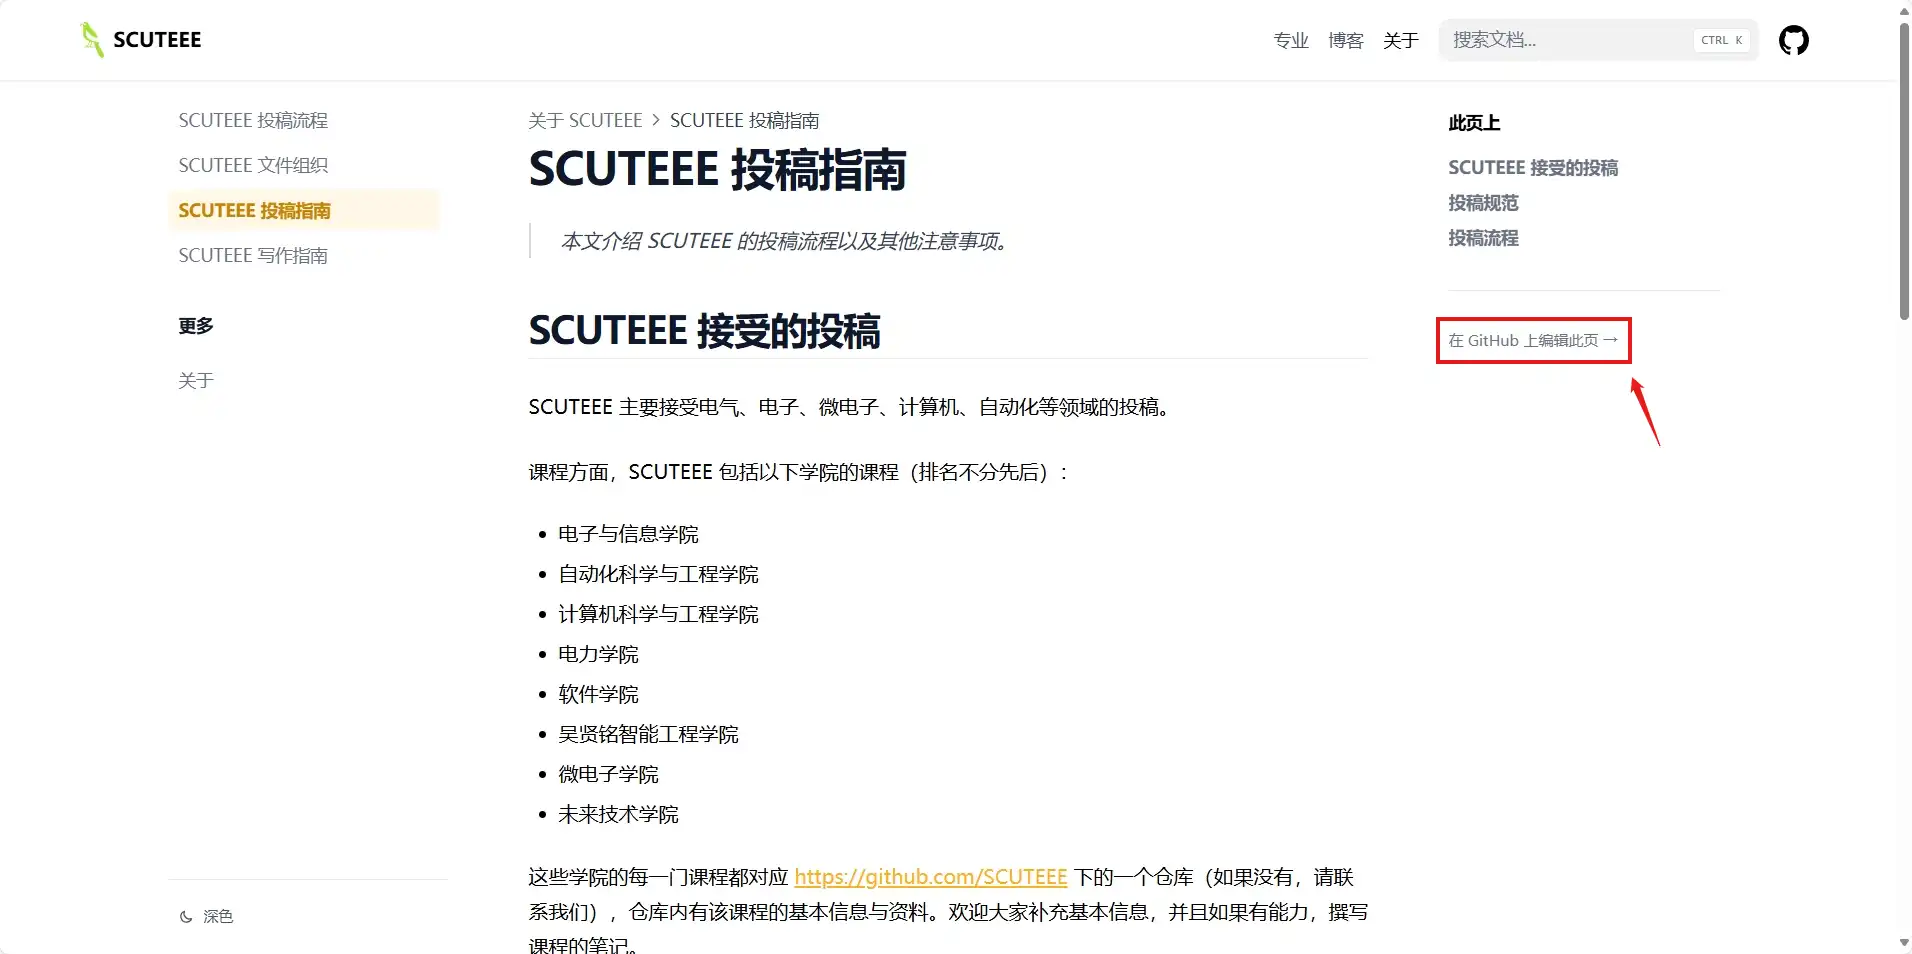 SCUTEEE
专业 博客 关于 搜索文档... CTRL K
SCUTEEE 投稿流程
SCUTEEE 文件组织
SCUTEEE 投稿指南
SCUTEEE 写作指南
更多
关于
深色
关于 SCUTEEE > SCUTEEE 投稿指南
SCUTEEE 投稿指南
本文介绍 SCUTEEE 的投稿流程以及其他注意事项。
SCUTEEE 接受的投稿
SCUTEEE 主要接受电气、电子、微电子、计算机、自动化等领域的投稿。
课程方面，SCUTEEE 包括以下学院的课程（排名不分先后）：
• 电子与信息学院
• 自动化科学与工程学院
• 计算机科学与工程学院
• 电力学院
• 软件学院
• 吴贤铭智能工程学院
• 微电子学院
• 未来技术学院
这些学院的每一门课程都对应 https://github.com/SCUTEEE 下的一个仓库（如果没有，请联
系我们），仓库内有该课程的基本信息与资料。欢迎大家补充基本信息，并且如果有能力，撰写
课程的笔记。
此页上
SCUTEEE 接受的投稿
投稿规范
投稿流程
在 GitHub 上编辑此页 →